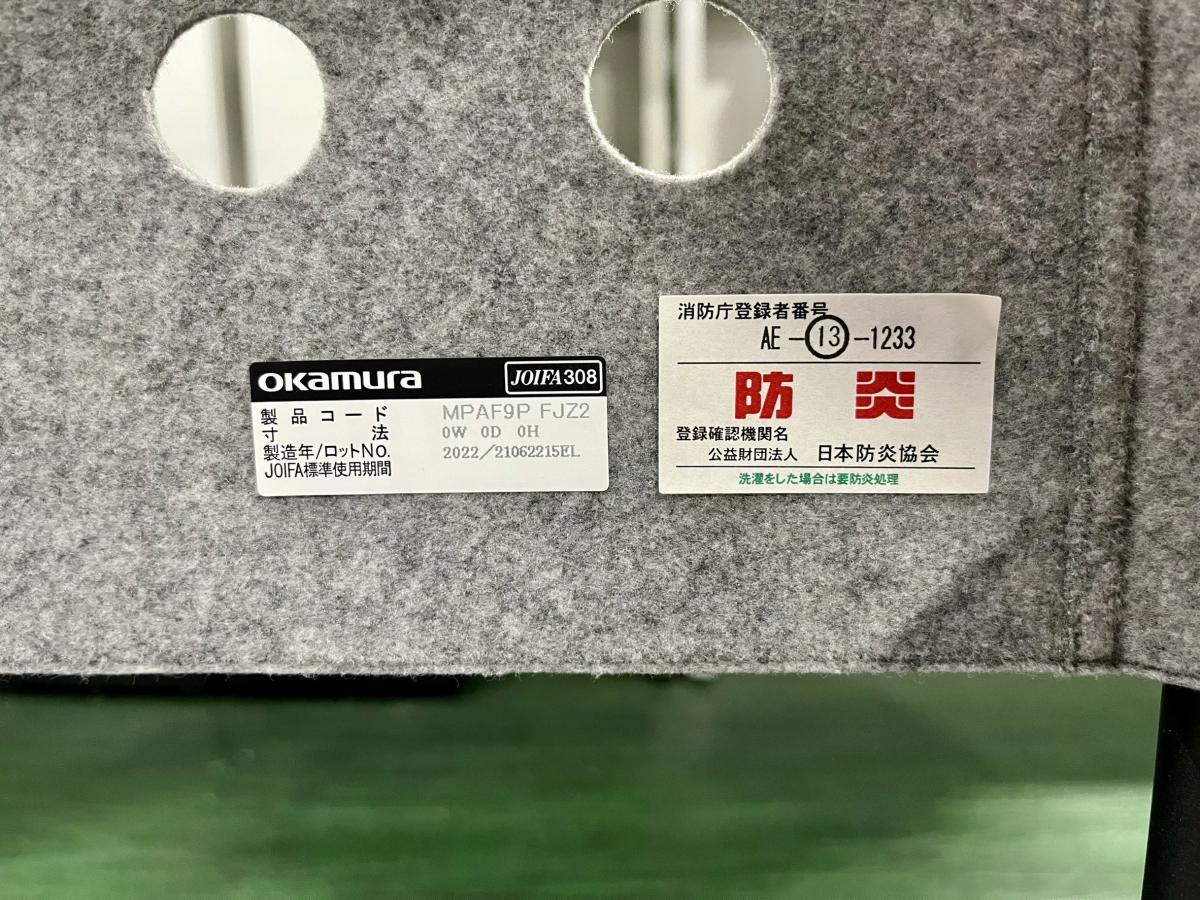 OKamura JOIFA308
製品コード MPAF9P FJZ2
寸法 0W 0D 0H
製造年/ロットNO. 2022/21062215EL
JOIFA標準使用期間
消防庁登録者番号
AE-⑬-1233
防炎
登録確認機関名
公益財団法人 日本防炎協会
洗濯をした場合は要防炎処理